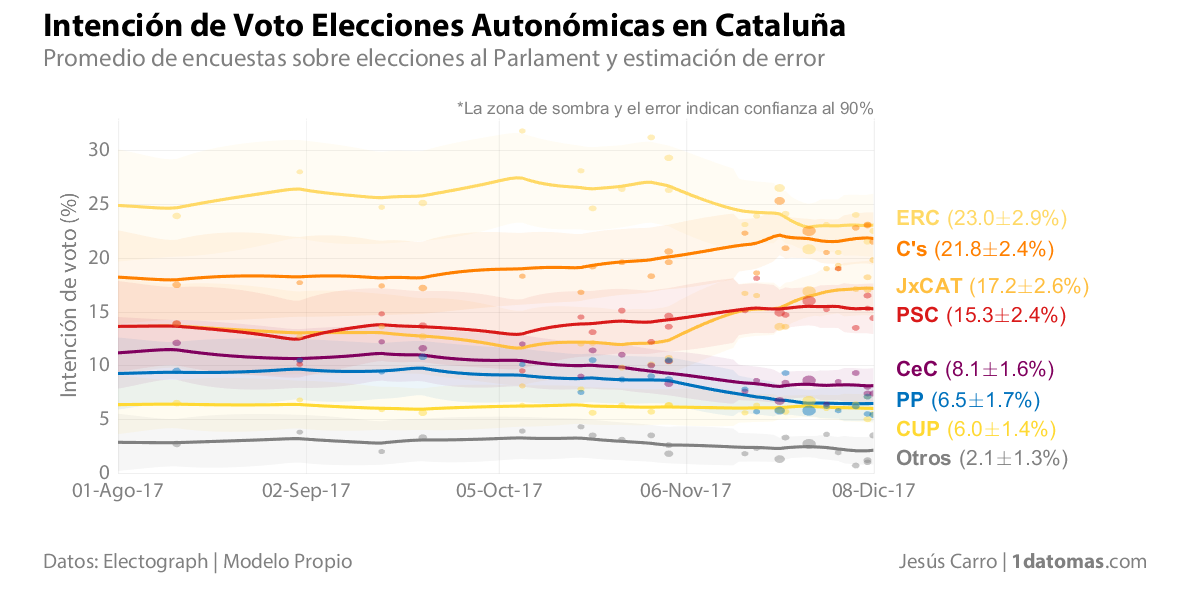 Intención de Voto Elecciones Autonómicas en Cataluña
Promedio de encuestas sobre elecciones al Parlament y estimación de error
*La zona de sombra y el error indican confianza al 90%
Intención de voto (%)
30
25
20
15
10
5
0
01-Ago-17
02-Sep-17
05-Oct-17
06-Nov-17
08-Dic-17
ERC (23.0±2.9%)
C's (21.8±2.4%)
JxCAT (17.2±2.6%)
PSC (15.3±2.4%)
CeC (8.1±1.6%)
PP (6.5±1.7%)
CUP (6.0±1.4%)
Otros (2.1±1.3%)
Datos: Electograph | Modelo Propio
Jesús Carro | 1datomas.com